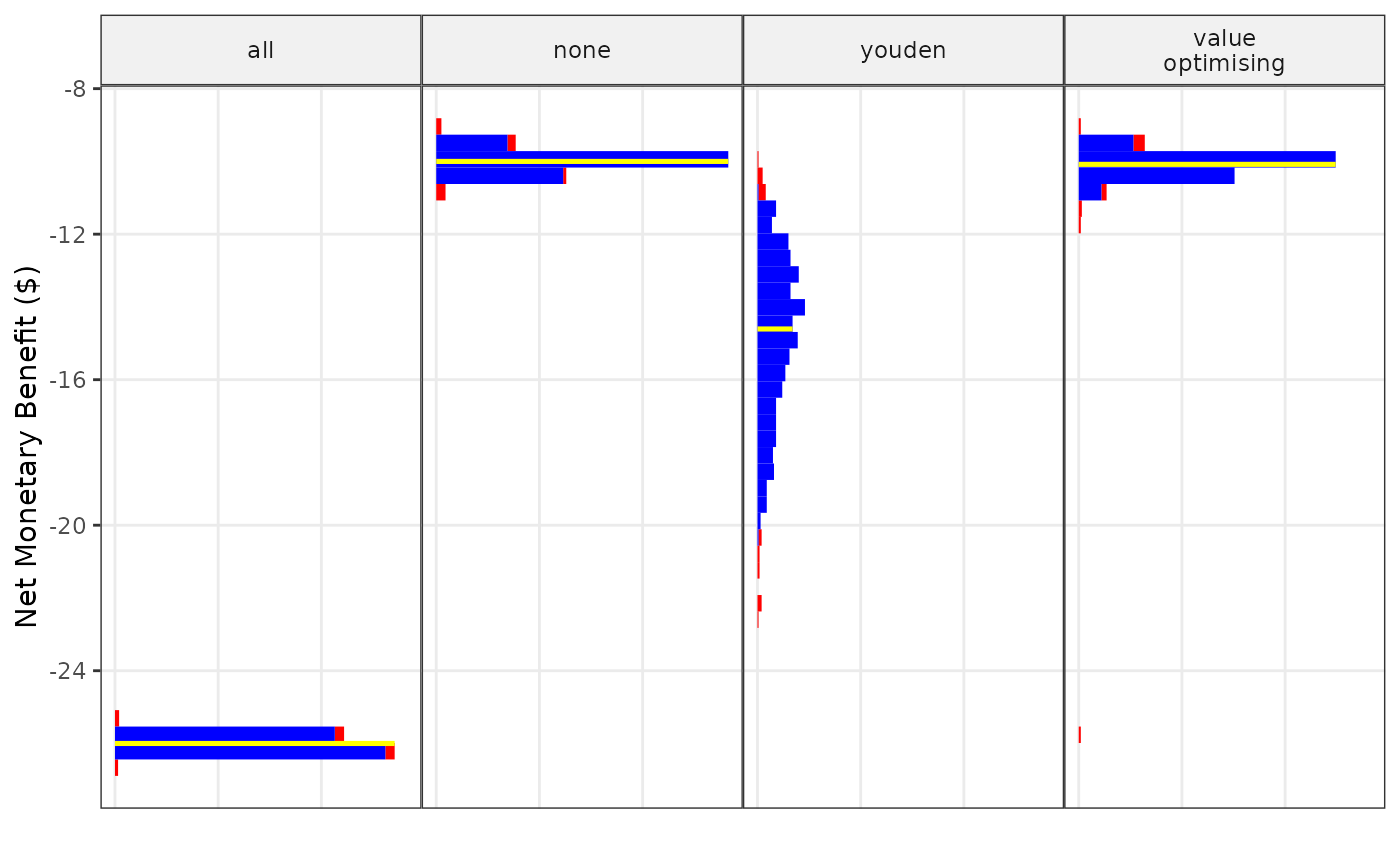 all
none
youden
value
optimising
-8
-12
-16
-20
-24
Net Monetary Benefit ($)